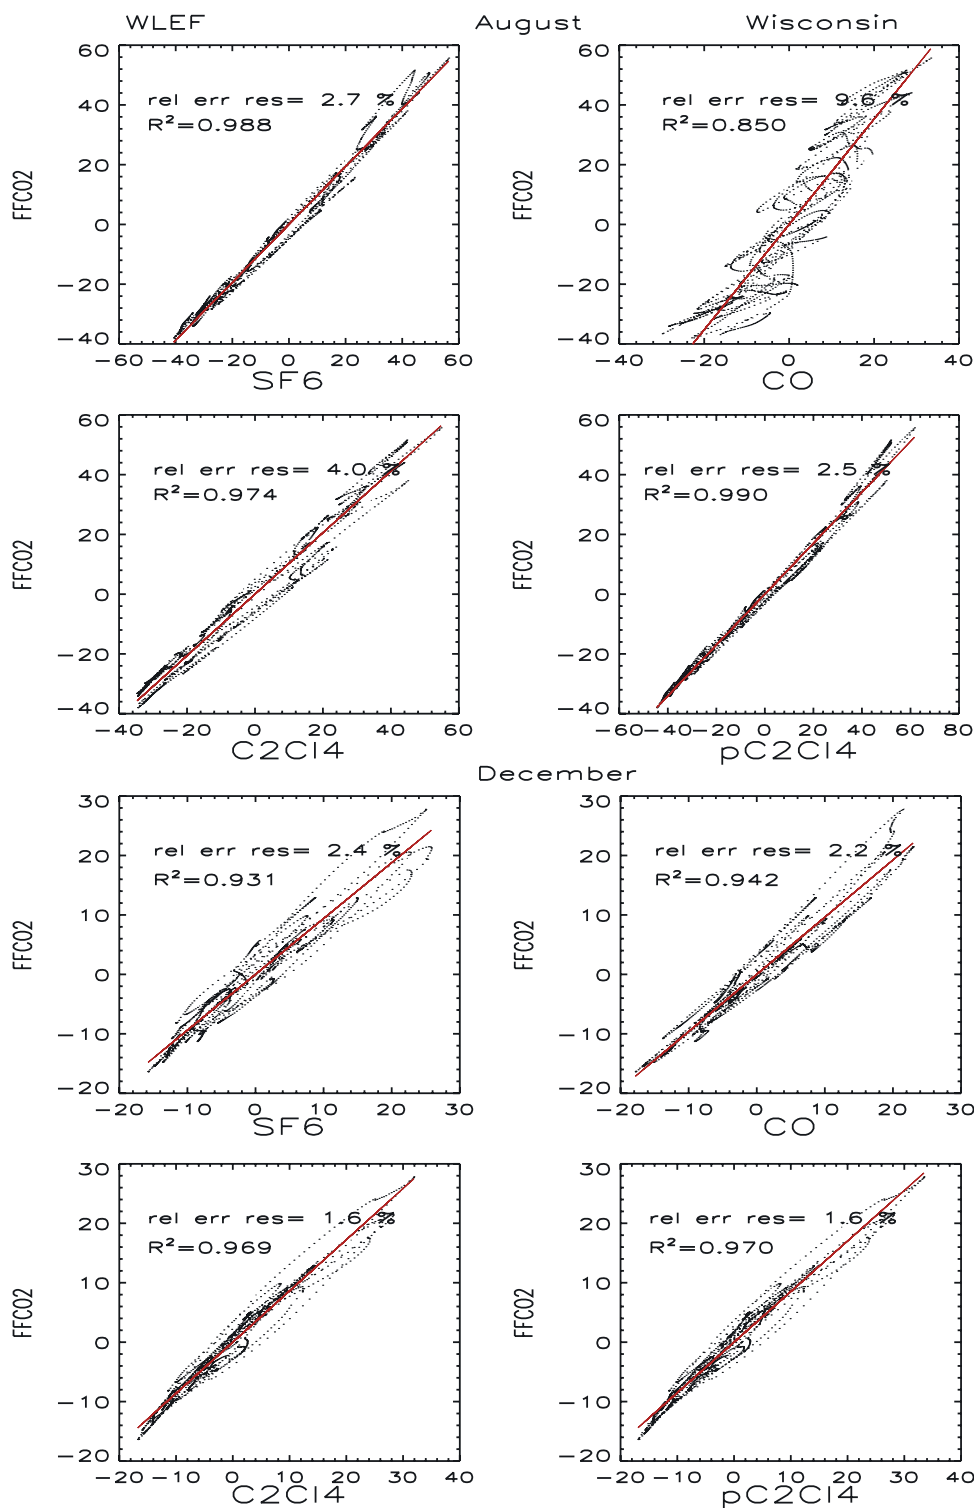 WLEF August Wisconsin
60 60
rel err res= 2.7 % rel err res= 9.6 %
40 40
R²=0.988 R²=0.850
20 20
FFCO2 FFCO2
0 0
−20 −20
−40 −40
−60 −40 −20 0 20 40 60 −40 −20 0 20 40
SF6 CO
60 60
rel err res= 4.0 % rel err res= 2.5 %
40 40
R²=0.974 R²=0.990
20 20
FFCO2 FFCO2
0 0
−20 −20
−40 −40
−40 −20 0 20 40 60 −60 −40 −20 0 20 40 60 80
C2Cl4 pC2Cl4
December
30 30
rel err res= 2.4 % rel err res= 2.2 %
20 20
R²=0.931 R²=0.942
10 10
FFCO2 FFCO2
0 0
−10 −10
−20 −20
−20 −10 0 10 20 30 −20 −10 0 10 20 30
SF6 CO
30 30
rel err res= 1.6 % rel err res= 1.6 %
20 20
R²=0.969 R²=0.970
10 10
FFCO2 FFCO2
0 0
−10 −10
−20 −20
−20 −10 0 10 20 30 40 −20 −10 0 10 20 30 40
C2Cl4 pC2Cl4